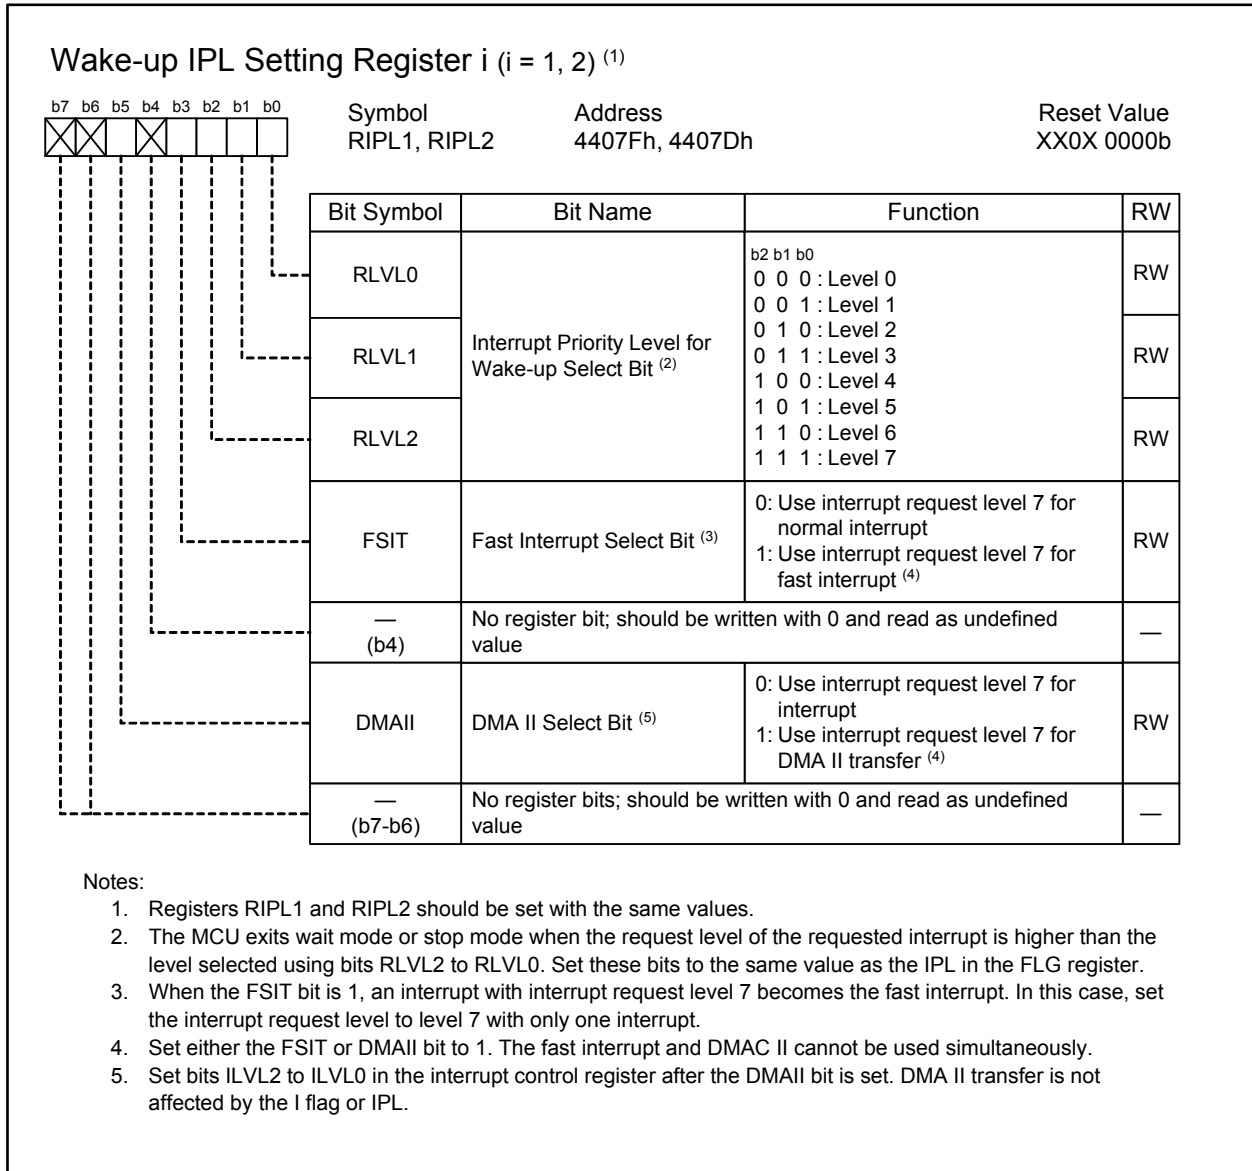 Wake-up IPL Setting Register i (i = 1, 2) (1)
b7 b6 b5 b4 b3 b2 b1 b0
Symbol Address Reset Value
RIPL1, RIPL2 4407Fh, 4407Dh XX0X 0000b
Bit Symbol Bit Name Function RW
RLVL0
RLVL1
RLVL2
Interrupt Priority Level for
Wake-up Select Bit (2)
b2 b1 b0
0 0 0 : Level 0
0 0 1 : Level 1
0 1 0 : Level 2
0 1 1 : Level 3
1 0 0 : Level 4
1 0 1 : Level 5
1 1 0 : Level 6
1 1 1 : Level 7
RW
RW
RW
FSIT
Fast Interrupt Select Bit (3)
0: Use interrupt request level 7 for
normal interrupt
1: Use interrupt request level 7 for
fast interrupt (4)
RW
—
(b4)
No register bit; should be written with 0 and read as undefined
value
—
DMAII
DMA II Select Bit (5)
0: Use interrupt request level 7 for
interrupt
1: Use interrupt request level 7 for
DMA II transfer (4)
RW
—
(b7-b6)
No register bits; should be written with 0 and read as undefined
value
—
Notes:
1. Registers RIPL1 and RIPL2 should be set with the same values.
2. The MCU exits wait mode or stop mode when the request level of the requested interrupt is higher than the
level selected using bits RLVL2 to RLVL0. Set these bits to the same value as the IPL in the FLG register.
3. When the FSIT bit is 1, an interrupt with interrupt request level 7 becomes the fast interrupt. In this case, set
the interrupt request level to level 7 with only one interrupt.
4. Set either the FSIT or DMAII bit to 1. The fast interrupt and DMAC II cannot be used simultaneously.
5. Set bits ILVL2 to ILVL0 in the interrupt control register after the DMAII bit is set. DMA II transfer is not
affected by the I flag or IPL.